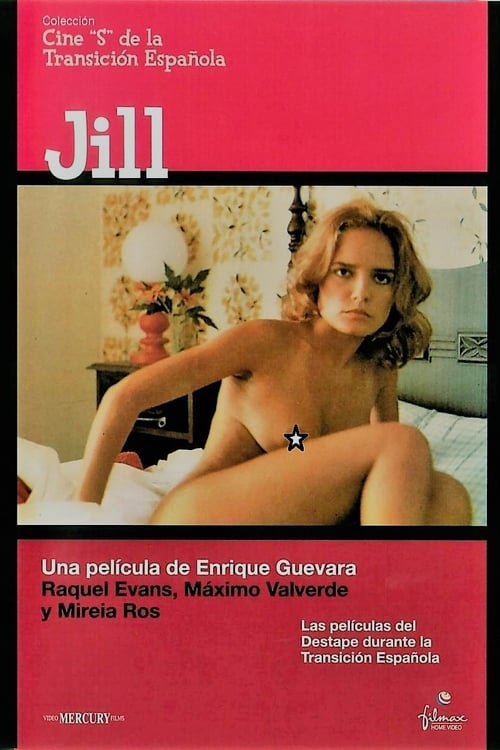 Colección
Cine "S" de la
Transición Española
Jill
Una película de Enrique Guevara
Raquel Evans, Máximo Valverde
y Mireia Ros
Las películas del
Destape durante la
Transición Española
VIDEO MERCURY FILMS
filmax
HOME VIDEO